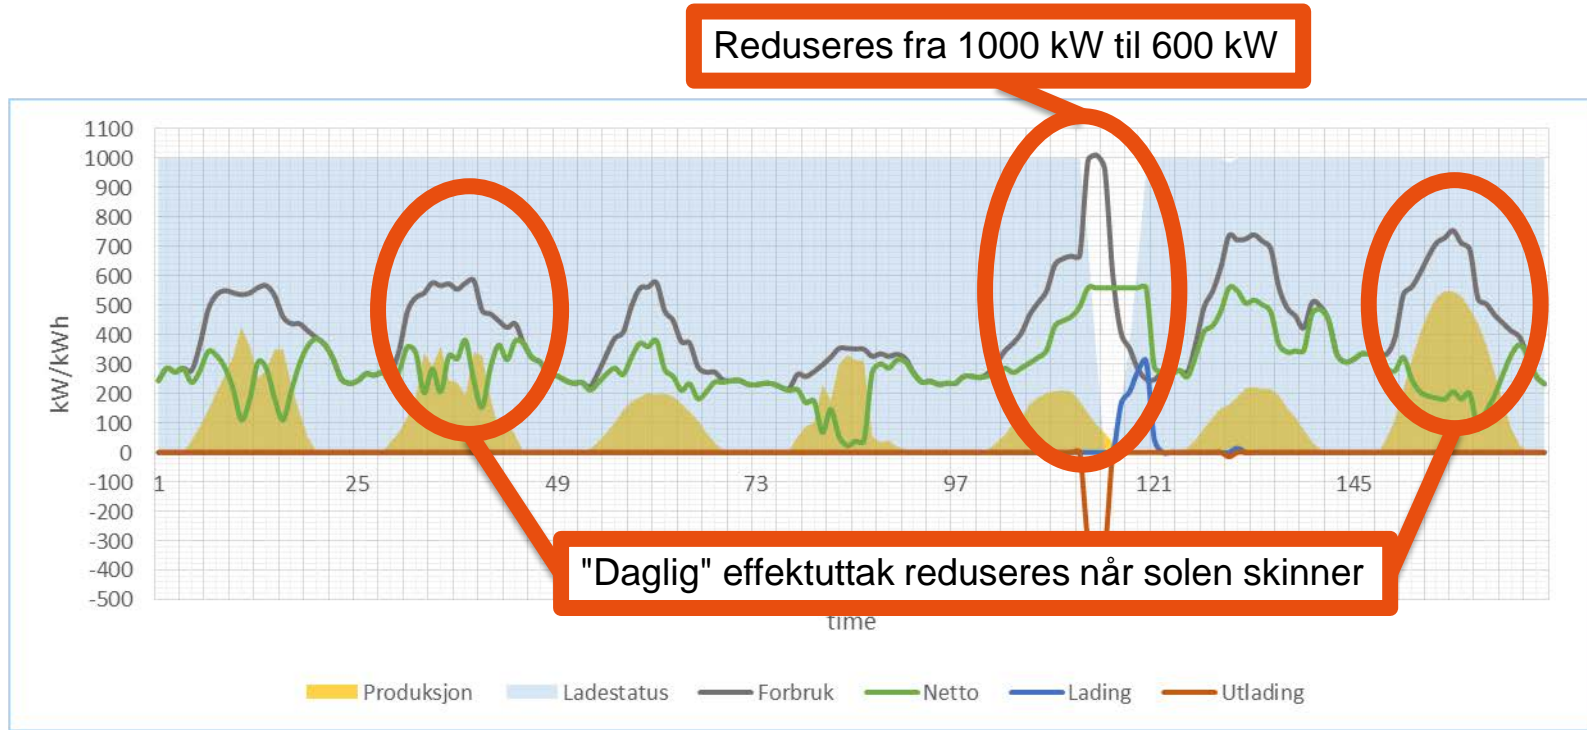 Reduseres fra 1000 kW til 600 kW
1100
1000
900
800
700
600
500
400
300
200
100
0
-100
-200
-300
-400
-500
kW/kWh
1 25 49 73 97 121 145
"Daglig" effektuttak reduseres når solen skinner
time
Produksjon Ladestatus Forbruk Netto Lading Utlading